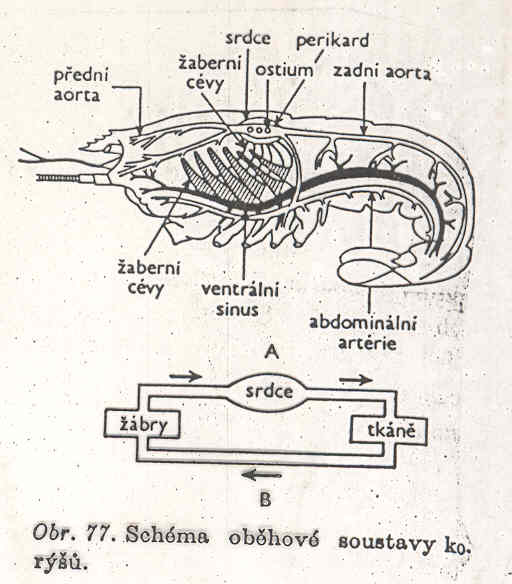 srdce perikard
žaberní cévy
ostium
zadní aorta
přední aorta
žaberní cévy
ventrální sinus
abdominální artérie
A
srdce
žábry
tkáně
B
Obr. 77. Schéma oběhové soustavy ko-
rýšů.